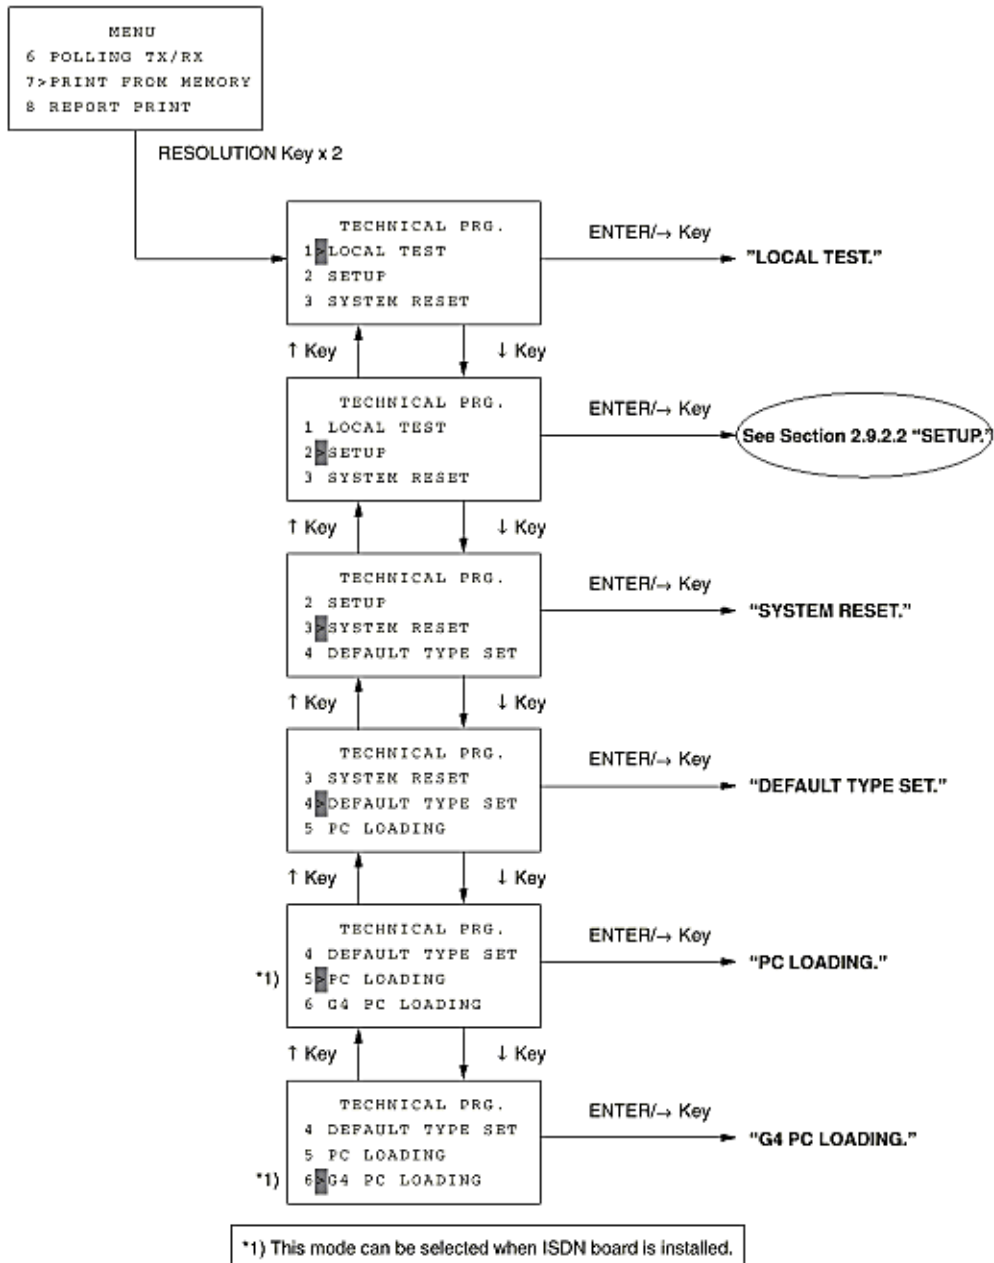 MENU
6 POLLING TX/RX
7>PRINT FROM MEMORY
8 REPORT PRINT
RESOLUTION Key x 2
TECHNICAL PRG.
1>LOCAL TEST
2 SETUP
3 SYSTEM RESET
ENTER/→ Key
"LOCAL TEST."
↑ Key
↓ Key
TECHNICAL PRG.
1 LOCAL TEST
2>SETUP
3 SYSTEM RESET
ENTER/→ Key
See Section 2.9.2.2 "SETUP."
↑ Key
↓ Key
TECHNICAL PRG.
2 SETUP
3>SYSTEM RESET
4 DEFAULT TYPE SET
ENTER/→ Key
"SYSTEM RESET."
↑ Key
↓ Key
TECHNICAL PRG.
3 SYSTEM RESET
4>DEFAULT TYPE SET
5 PC LOADING
ENTER/→ Key
"DEFAULT TYPE SET."
↑ Key
↓ Key
TECHNICAL PRG.
4 DEFAULT TYPE SET
*1) 5>PC LOADING
6 G4 PC LOADING
ENTER/→ Key
"PC LOADING."
↑ Key
↓ Key
TECHNICAL PRG.
4 DEFAULT TYPE SET
5 PC LOADING
*1) 6>G4 PC LOADING
ENTER/→ Key
"G4 PC LOADING."
*1) This mode can be selected when ISDN board is installed.